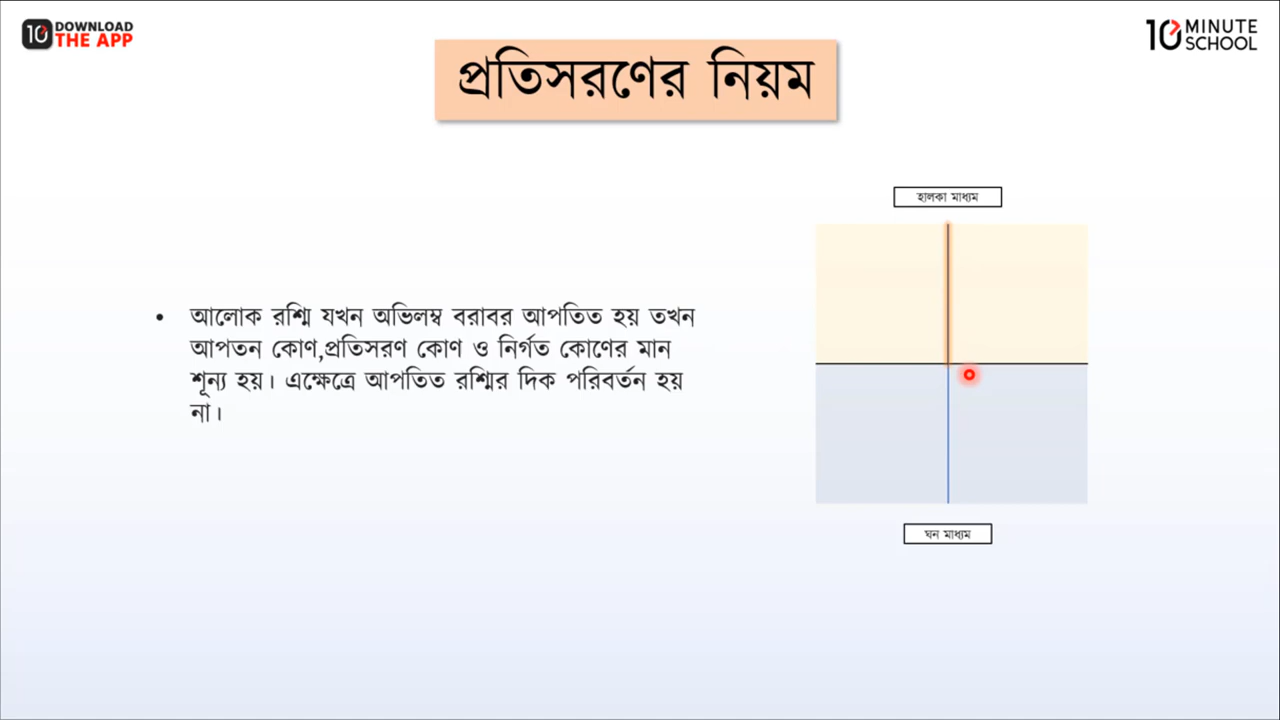 10 DOWNLOAD
THE APP
10 MINUTE
SCHOOL
প্রতিসরণের নিয়ম
হালকা মাধ্যম
• আলোক রশ্মি যখন অভিলম্ব বরাবর আপতিত হয় তখন
আপতন কোণ,প্রতিসরণ কোণ ও নির্গত কোণের মান
শূন্য হয়। এক্ষেত্রে আপতিত রশ্মির দিক পরিবর্তন হয়
না।
ঘন মাধ্যম